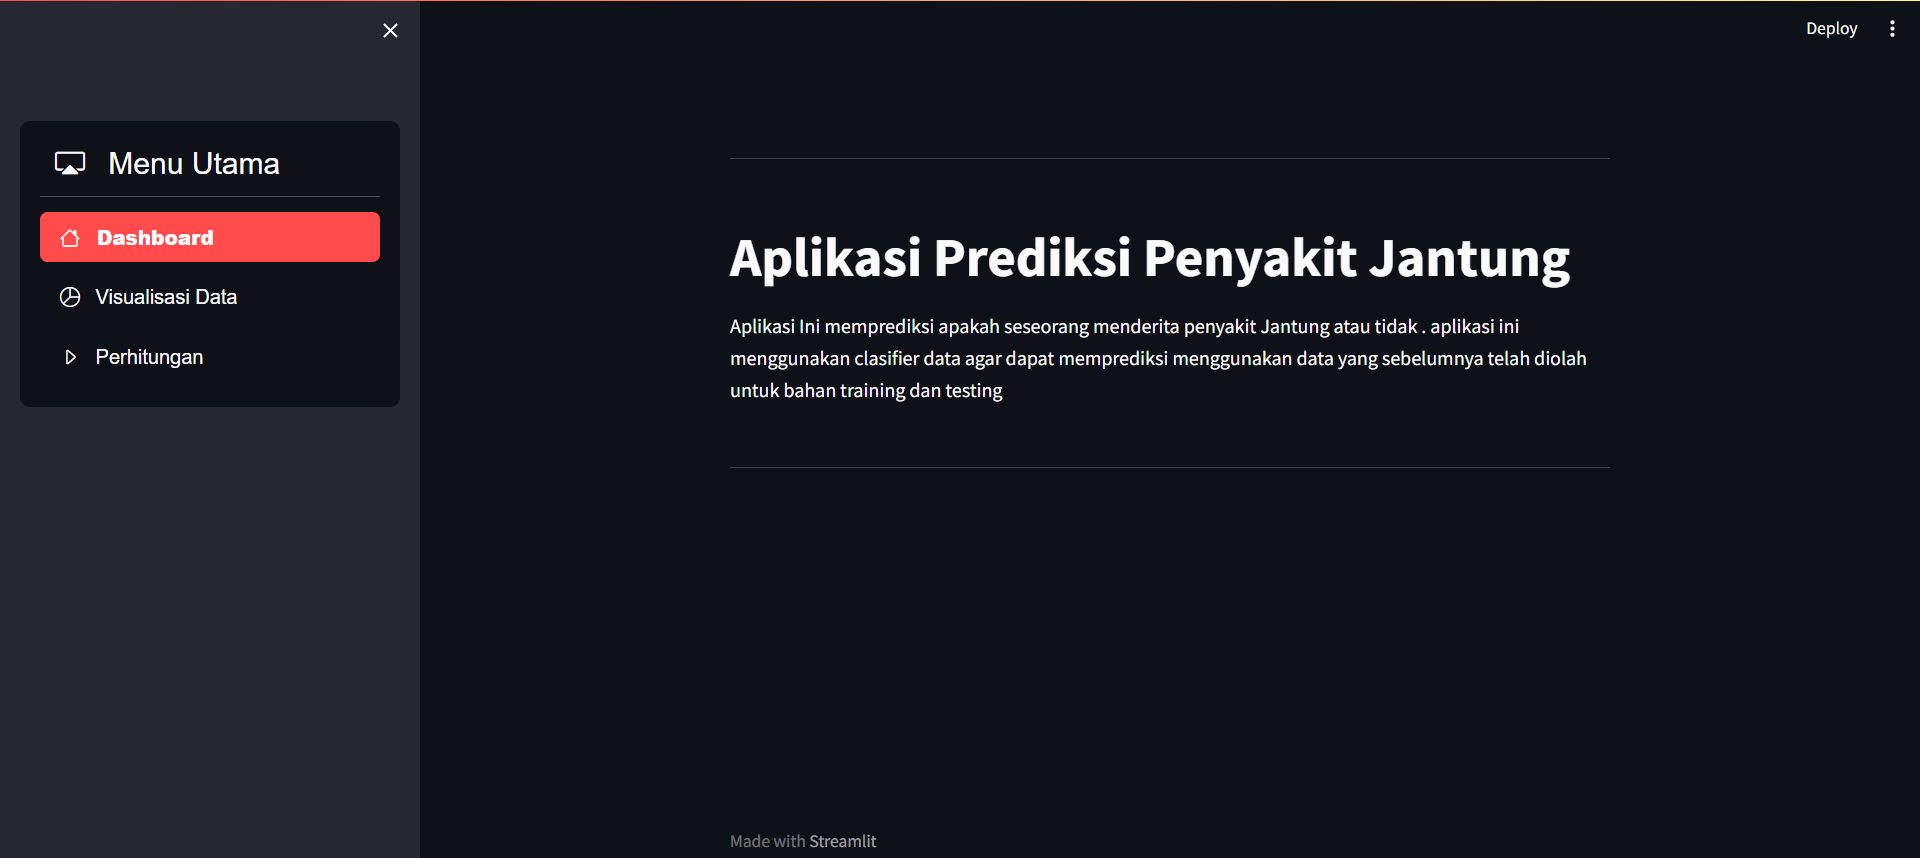 Deploy
Menu Utama
Dashboard
Visualisasi Data
Perhitungan
Aplikasi Prediksi Penyakit Jantung
Aplikasi Ini memprediksi apakah seseorang menderita penyakit Jantung atau tidak . aplikasi ini
menggunakan clasifier data agar dapat memprediksi menggunakan data yang sebelumnya telah diolah
untuk bahan training dan testing
Made with Streamlit